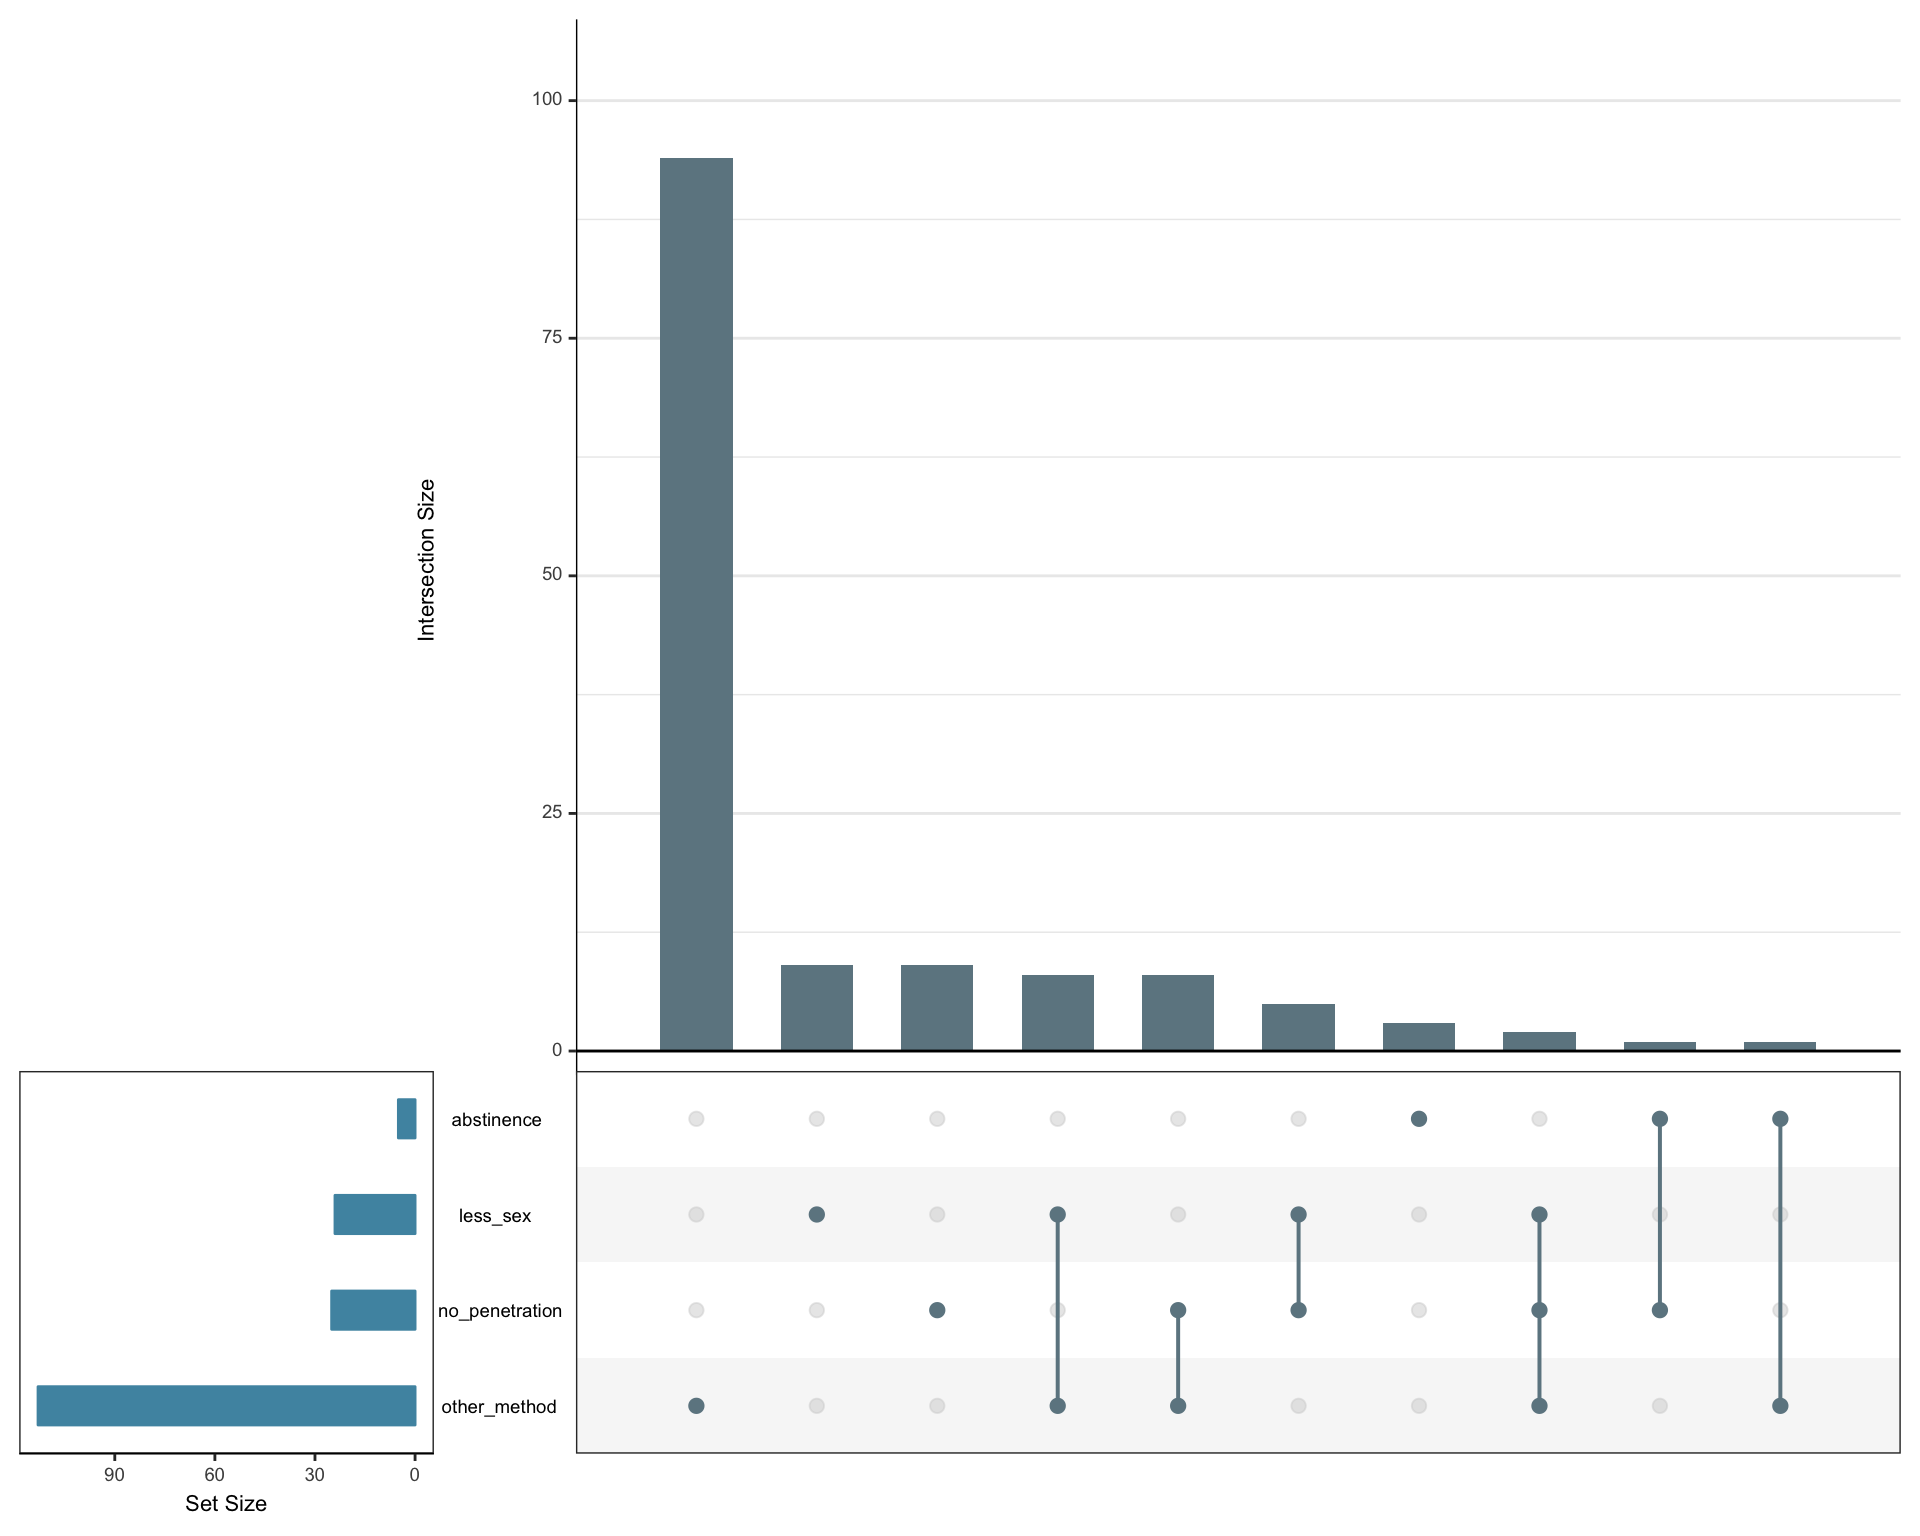 100
75
50
25
0
Intersection Size
abstinence
less_sex
no_penetration
other_method
90 60 30 0
Set Size